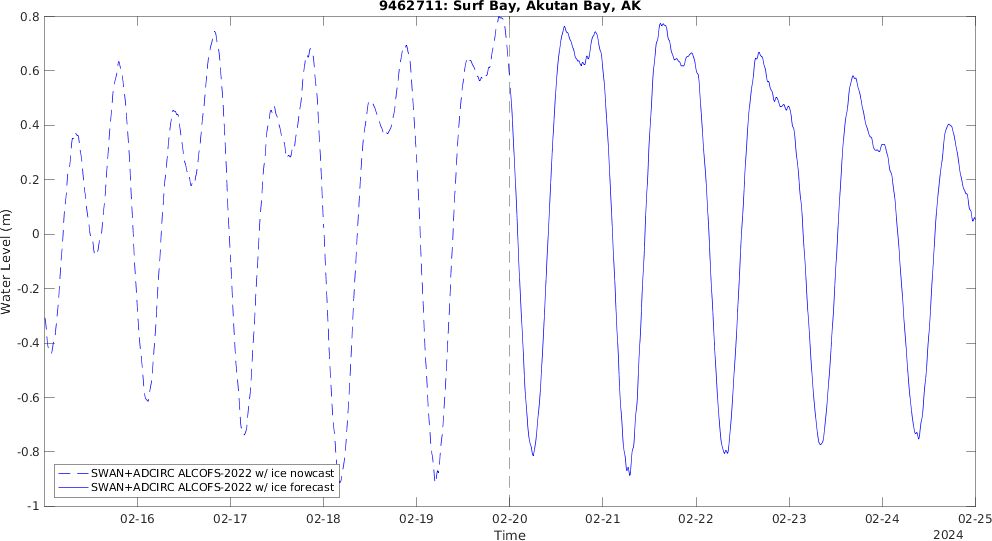 9462711: Surf Bay, Akutan Bay, AK
0.8
0.6
0.4
0.2
0
-0.2
-0.4
-0.6
-0.8
-1
Water Level (m)
SWAN+ADCIRC ALCOFS-2022 w/ ice nowcast
SWAN+ADCIRC ALCOFS-2022 w/ ice forecast
02-16 02-17 02-18 02-19 02-20 02-21 02-22 02-23 02-24 02-25
Time
2024